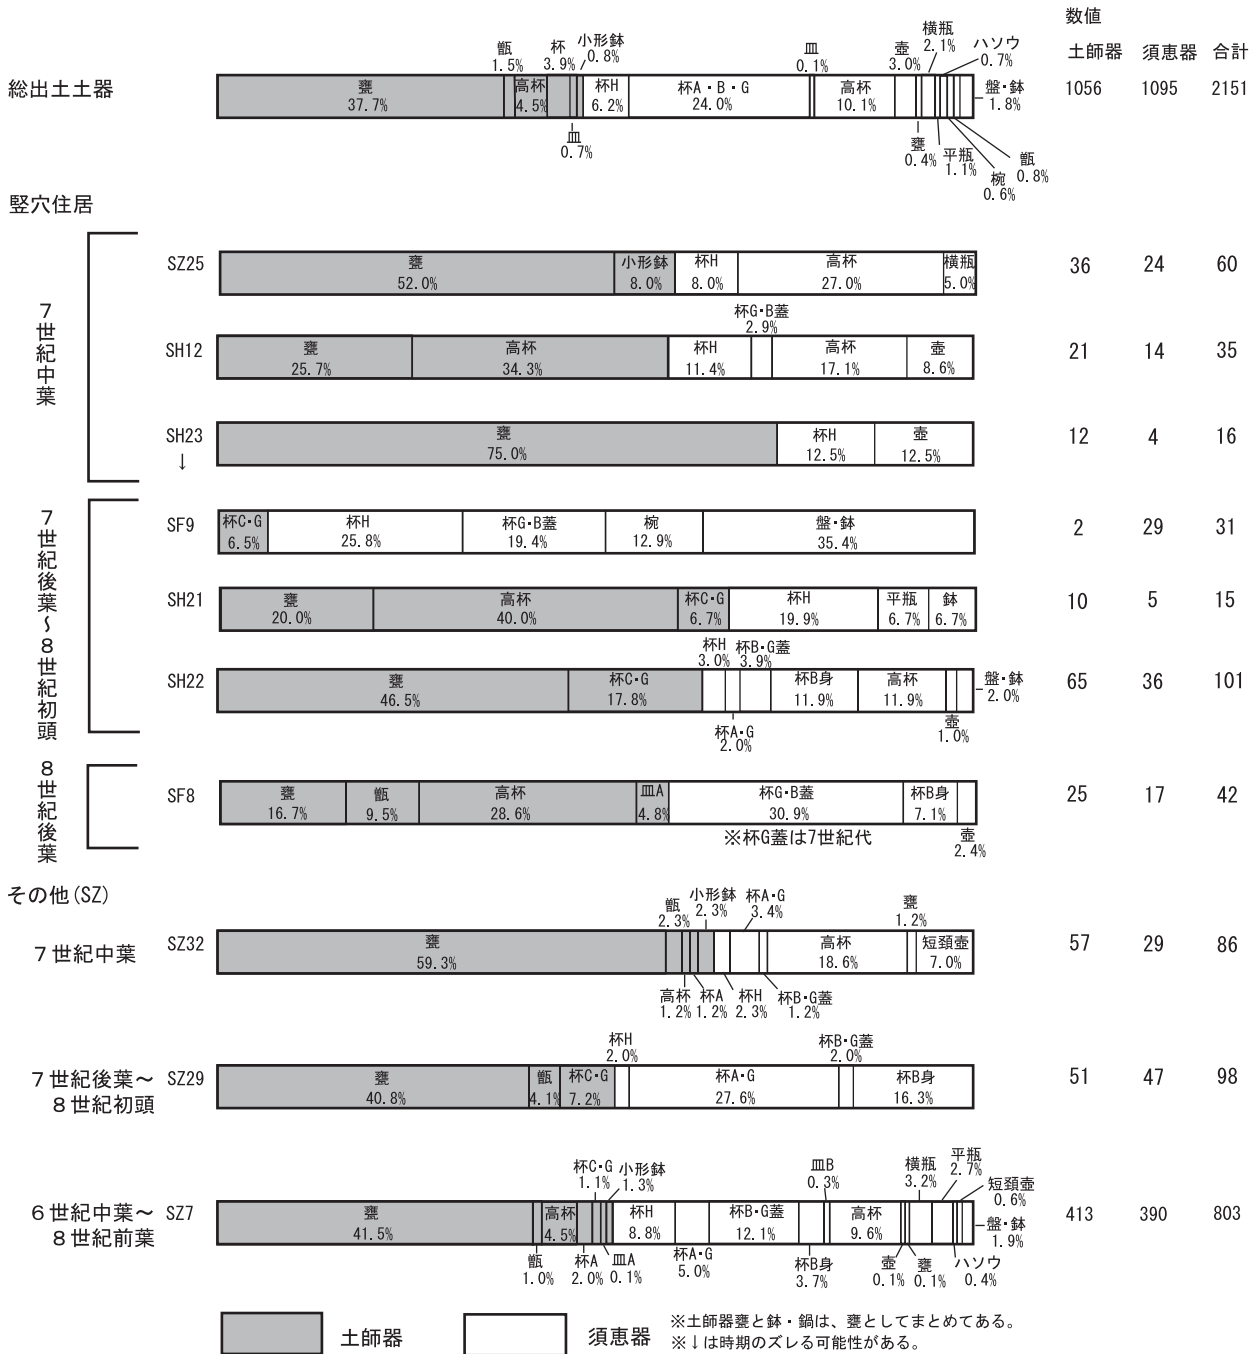 数値
土師器 須恵器 合計
総出土土器
甕 37.7%
甑 1.5%
高杯 4.5%
杯 3.9%
皿 0.7%
小形鉢 0.8%
杯H 6.2%
杯A・B・G 24.0%
皿 0.1%
高杯 10.1%
壺 3.0%
甕 0.4%
横瓶 2.1%
平瓶 1.1%
ハソウ 0.7%
椀 0.6%
甑 0.8%
盤・鉢 1.8%
1056 1095 2151
竪穴住居
7世紀中葉
SZ25
甕 52.0%
小形鉢 8.0%
杯H 8.0%
高杯 27.0%
横瓶 5.0%
36 24 60
SH12
甕 25.7%
高杯 34.3%
杯H 11.4%
杯G・B蓋 2.9%
高杯 17.1%
壺 8.6%
21 14 35
SH23
↓
甕 75.0%
杯H 12.5%
壺 12.5%
12 4 16
7世紀後葉〜8世紀初頭
SF9
杯C・G 6.5%
杯H 25.8%
杯G・B蓋 19.4%
椀 12.9%
盤・鉢 35.4%
2 29 31
SH21
甕 20.0%
高杯 40.0%
杯C・G 6.7%
杯H 19.9%
平瓶 6.7%
鉢 6.7%
10 5 15
SH22
甕 46.5%
杯C・G 17.8%
杯H 3.0%
杯A・G 2.0%
杯B・G蓋 3.9%
杯B身 11.9%
高杯 11.9%
壺 1.0%
盤・鉢 2.0%
65 36 101
8世紀後葉
SF8
甕 16.7%
甑 9.5%
高杯 28.6%
皿A 4.8%
杯G・B蓋 30.9%
杯B身 7.1%
壺 2.4%
※杯G蓋は7世紀代
25 17 42
その他(SZ)
7世紀中葉
SZ32
甕 59.3%
甑 2.3%
高杯 1.2%
杯A 1.2%
小形鉢 2.3%
杯H 2.3%
杯A・G 3.4%
杯B・G蓋 1.2%
高杯 18.6%
甕 1.2%
短頚壺 7.0%
57 29 86
7世紀後葉〜
8世紀初頭
SZ29
甕 40.8%
甑 4.1%
杯C・G 7.2%
杯H 2.0%
杯A・G 27.6%
杯B・G蓋 2.0%
杯B身 16.3%
51 47 98
6世紀中葉〜
8世紀前葉
SZ7
甕 41.5%
甑 1.0%
高杯 4.5%
杯A 2.0%
杯C・G 1.1%
皿A 0.1%
小形鉢 1.3%
杯H 8.8%
杯A・G 5.0%
杯B・G蓋 12.1%
杯B身 3.7%
皿B 0.3%
高杯 9.6%
壺 0.1%
甕 0.1%
横瓶 3.2%
平瓶 2.7%
ハソウ 0.4%
短頚壺 0.6%
盤・鉢 1.9%
413 390 803
土師器
須恵器
※土師器甕と鉢・鍋は、甕としてまとめてある。
※↓は時期のズレる可能性がある。